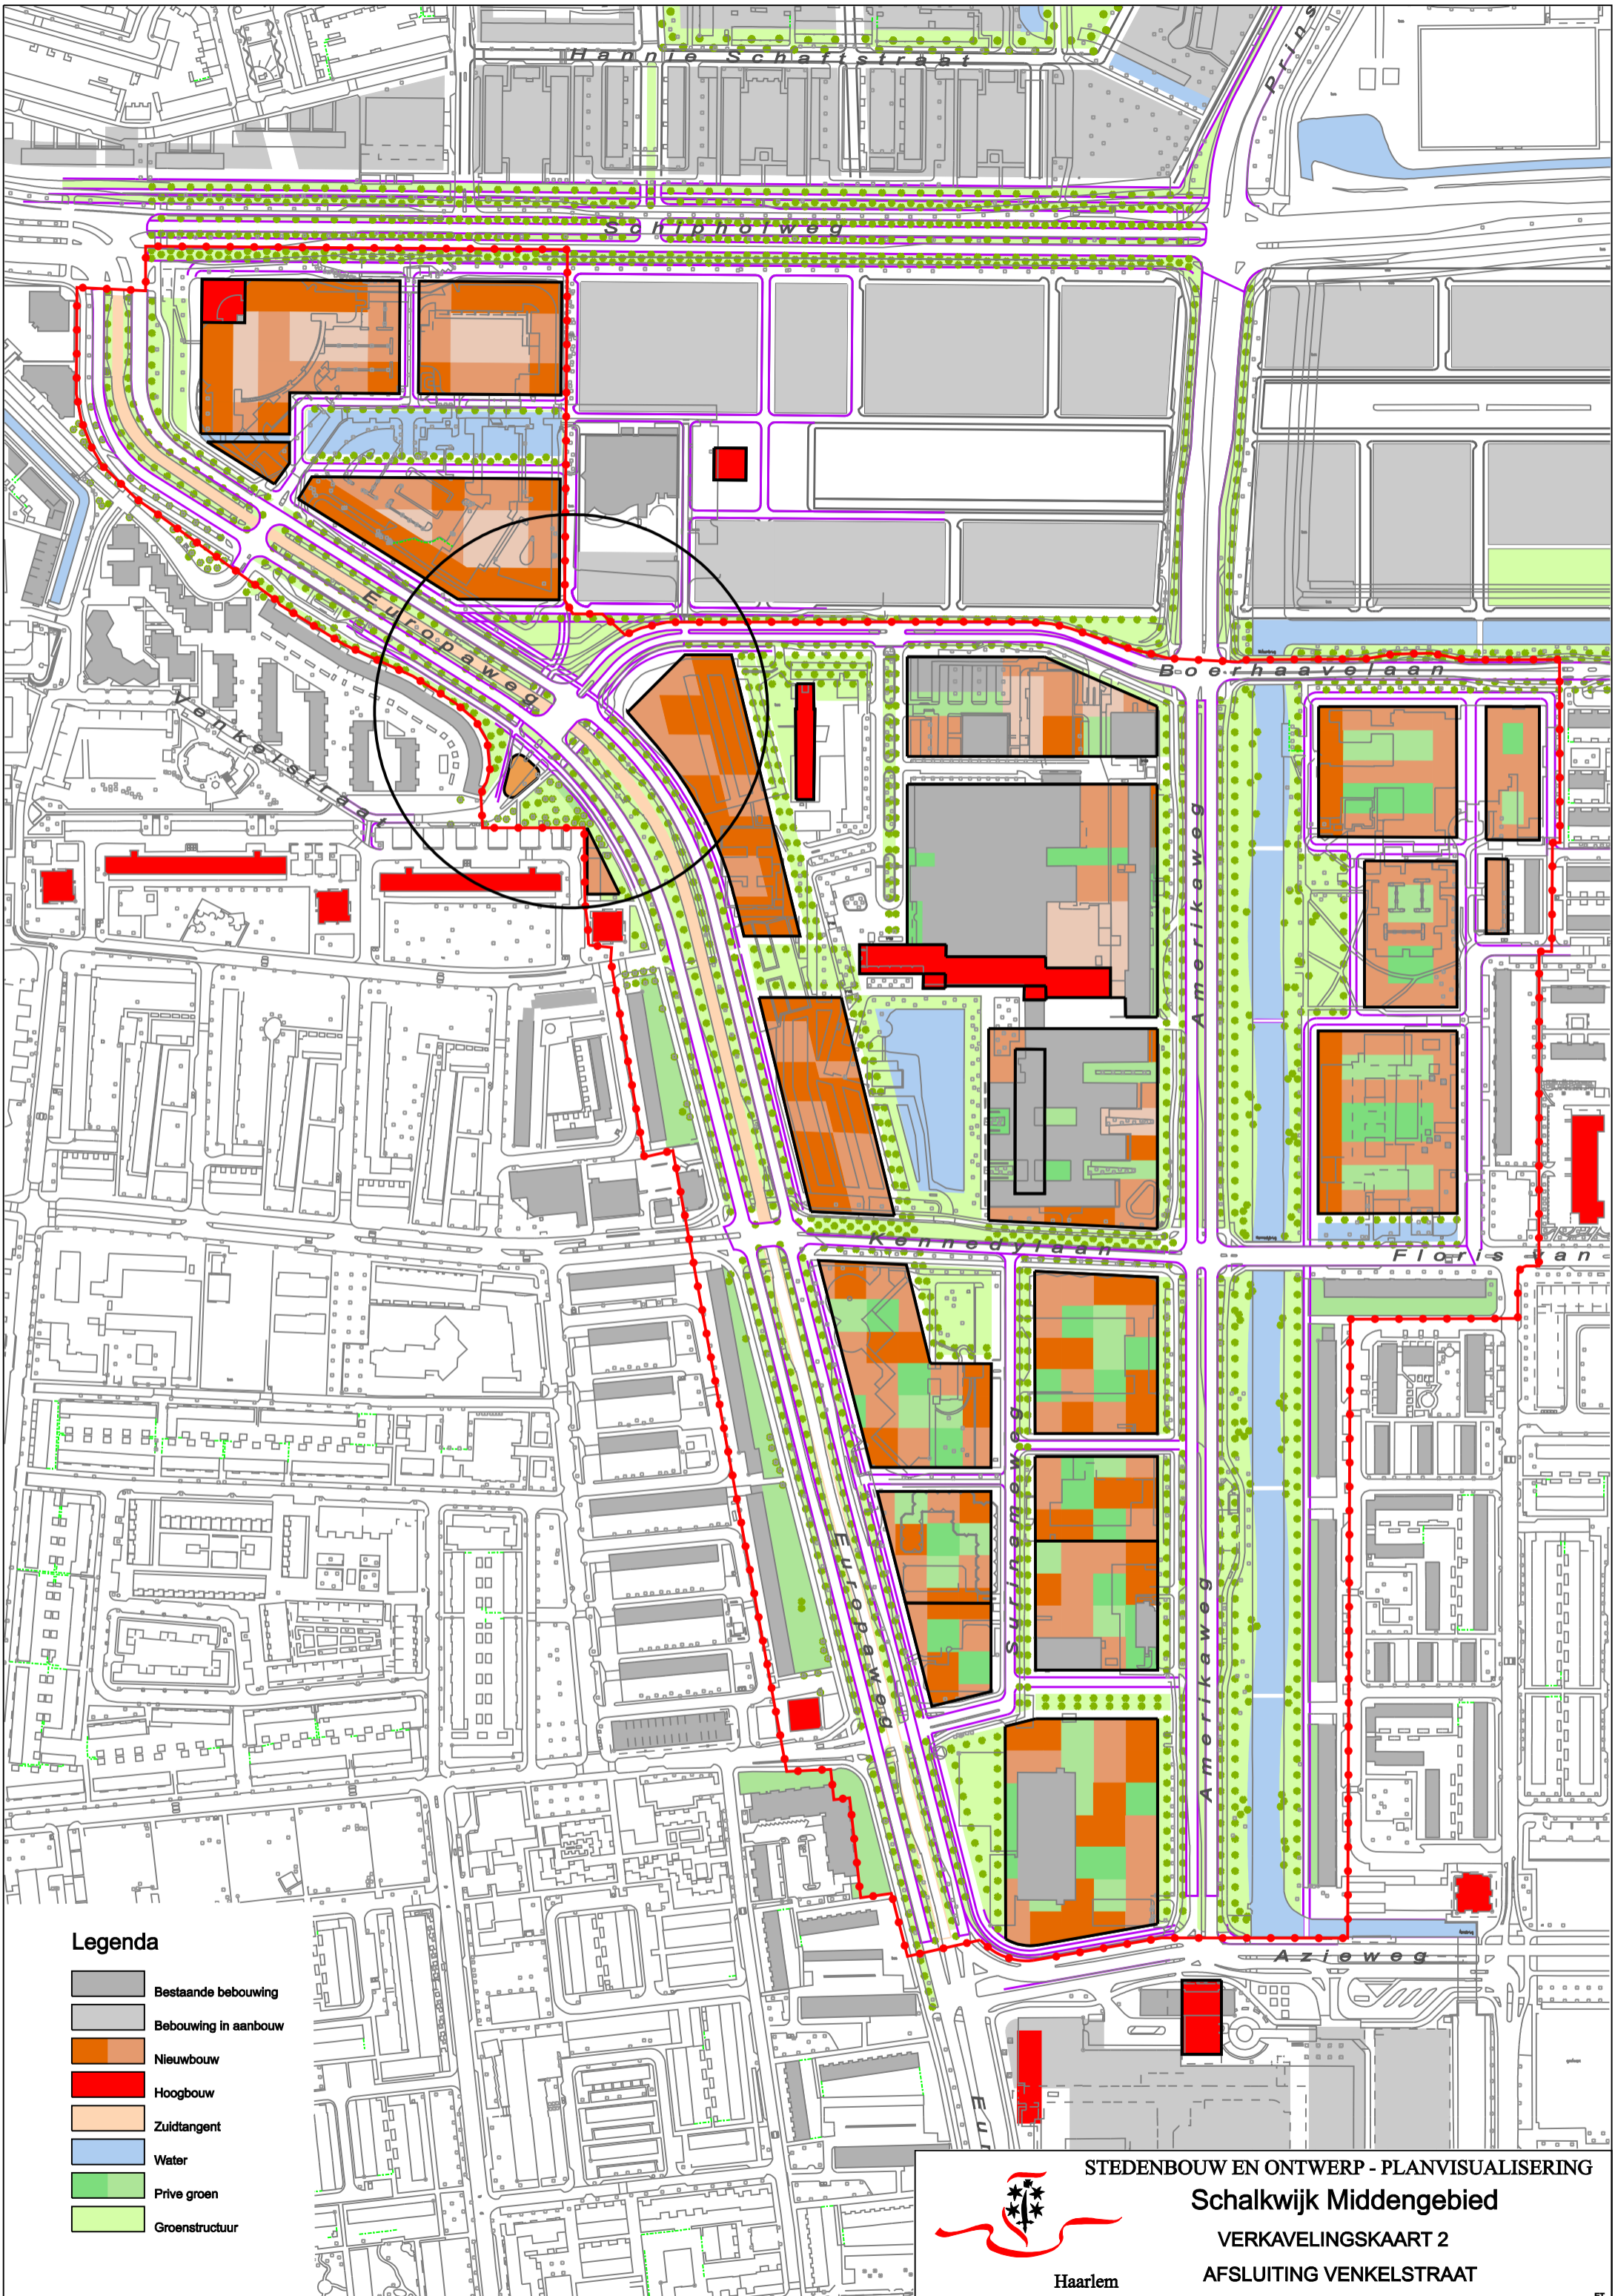 Hannie Schaftstraat
Prins
Schipholweg
Europaweg
Boerhaavelaan
Venkelstraat
Amerikaweg
Kennedylaan
Floris van
Surinameweg
Europaweg
Amerikaweg
Azieweg
Eur
Legenda
Bestaande bebouwing
Bebouwing in aanbouw
Nieuwbouw
Hoogbouw
Zuidtangent
Water
Prive groen
Groenstructuur
STEDENBOUW EN ONTWERP - PLANVISUALISERING
Schalkwijk Middengebied
VERKAVELINGSKAART 2
AFSLUITING VENKELSTRAAT
Haarlem